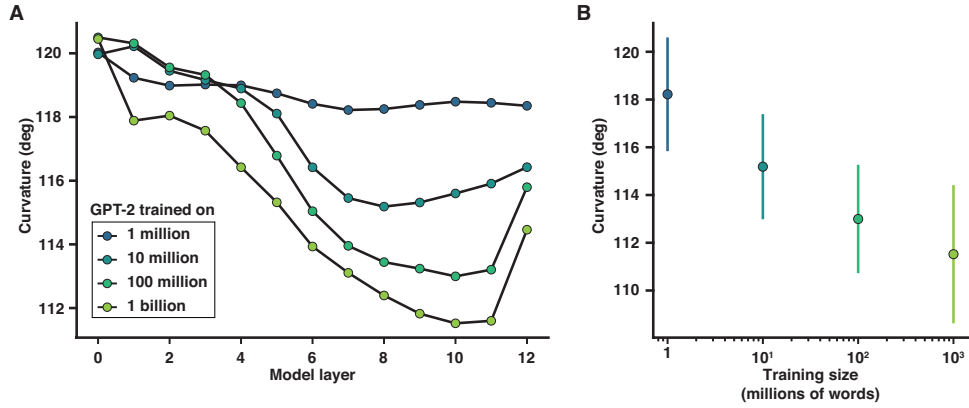 A
120
118
116
114
112
Curvature (deg)
GPT-2 trained on
1 million
10 million
100 million
1 billion
0
2
4
6
8
10
12
Model layer
B
120
118
116
114
112
110
Curvature (deg)
1
10¹
10²
10³
Training size
(millions of words)